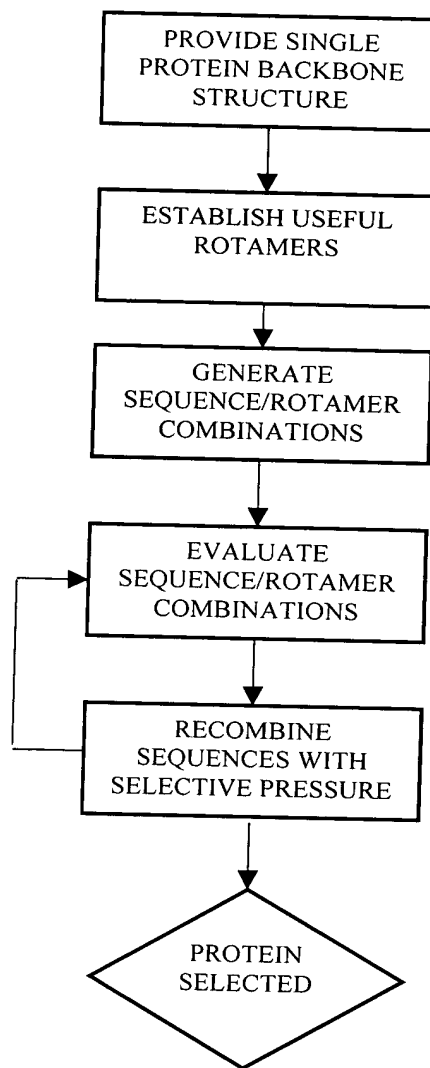 PROVIDE SINGLE
PROTEIN BACKBONE
STRUCTURE
ESTABLISH USEFUL
ROTAMERS
GENERATE
SEQUENCE/ROTAMER
COMBINATIONS
EVALUATE
SEQUENCE/ROTAMER
COMBINATIONS
RECOMBINE
SEQUENCES WITH
SELECTIVE PRESSURE
PROTEIN
SELECTED